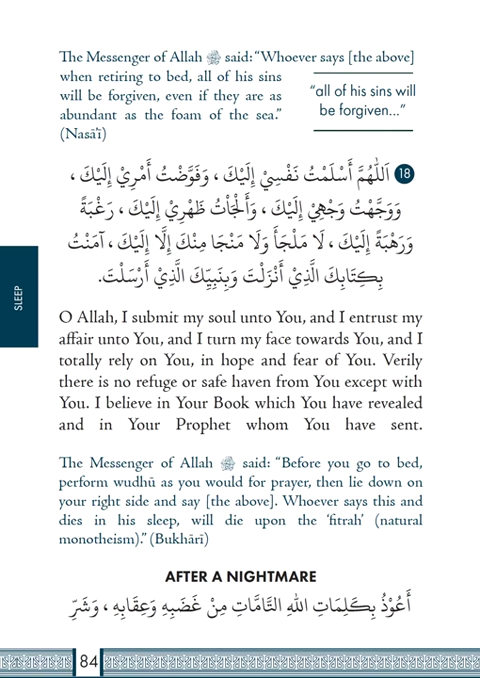 The Messenger of Allah ﷺ said: “Whoever says [the above]
when retiring to bed, all of his sins
will be forgiven, even if they are as
abundant as the foam of the sea.”
(Nasā’ī)
“all of his sins will
be forgiven...”
18 اَللّٰهُمَّ أَسْلَمْتُ نَفْسِيْ إِلَيْكَ ، وَفَوَّضْتُ أَمْرِيْ إِلَيْكَ ،
وَوَجَّهْتُ وَجْهِيْ إِلَيْكَ ، وَأَلْجَأْتُ ظَهْرِيْ إِلَيْكَ ، رَغْبَةً
وَرَهْبَةً إِلَيْكَ ، لَا مَلْجَأَ وَلَا مَنْجَا مِنْكَ إِلَّا إِلَيْكَ ، آمَنْتُ
بِكِتَابِكَ الَّذِيْ أَنْزَلْتَ وَبِنَبِيِّكَ الَّذِيْ أَرْسَلْتَ.
O Allah, I submit my soul unto You, and I entrust my
affair unto You, and I turn my face towards You, and I
totally rely on You, in hope and fear of You. Verily
there is no refuge or safe haven from You except with
You. I believe in Your Book which You have revealed
and in Your Prophet whom You have sent.
The Messenger of Allah ﷺ said: “Before you go to bed,
perform wudhū as you would for prayer, then lie down on
your right side and say [the above]. Whoever says this and
dies in his sleep, will die upon the ‘fitrah’ (natural
monotheism).” (Bukhārī)
AFTER A NIGHTMARE
أَعُوْذُ بِكَلِمَاتِ اللهِ التَّامَّاتِ مِنْ غَضَبِهِ وَعِقَابِهِ ، وَشَرِّ
SLEEP
84